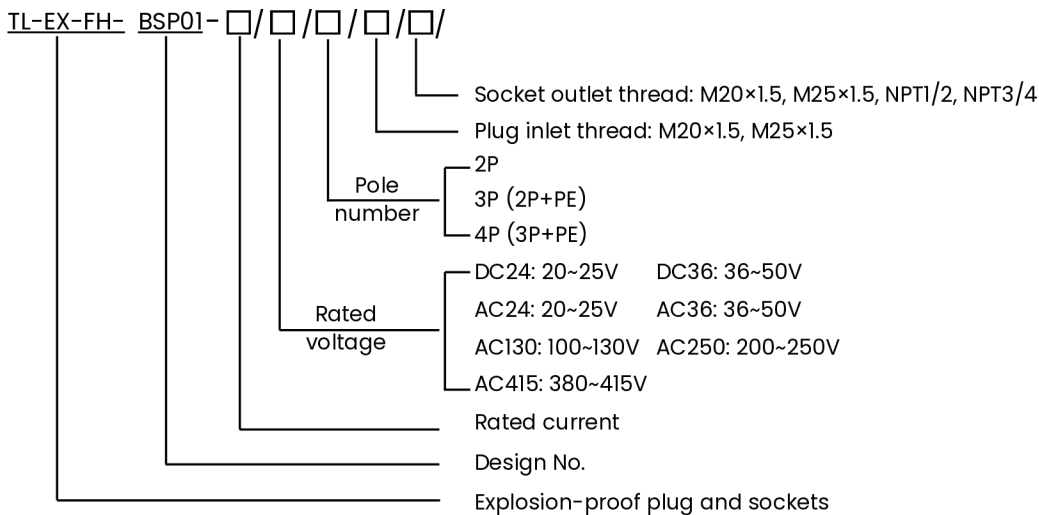 TL-EX-FH- BSP01-□/□/□/□/□/
Socket outlet thread: M20×1.5, M25×1.5, NPT1/2, NPT3/4
Plug inlet thread: M20×1.5, M25×1.5
2P
Pole
number
3P (2P+PE)
4P (3P+PE)
DC24: 20~25V DC36: 36~50V
AC24: 20~25V AC36: 36~50V
Rated
voltage
AC130: 100~130V AC250: 200~250V
AC415: 380~415V
Rated current
Design No.
Explosion-proof plug and sockets